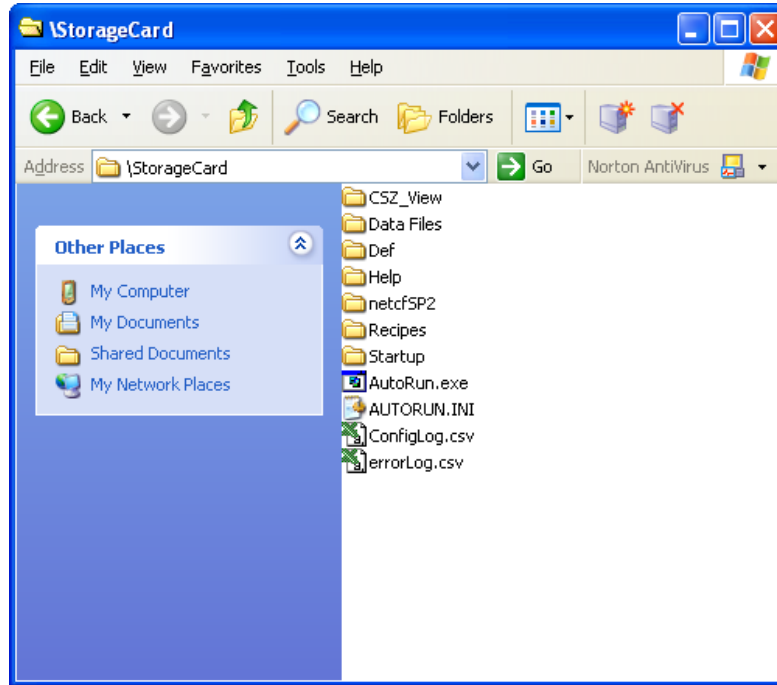 \StorageCard
File Edit View Favorites Tools Help
Back Search Folders
Address \StorageCard Go Norton AntiVirus
Other Places
My Computer
My Documents
Shared Documents
My Network Places
CSZ_View
Data Files
Def
Help
netcfSP2
Recipes
Startup
AutoRun.exe
AUTORUN.INI
ConfigLog.csv
errorLog.csv